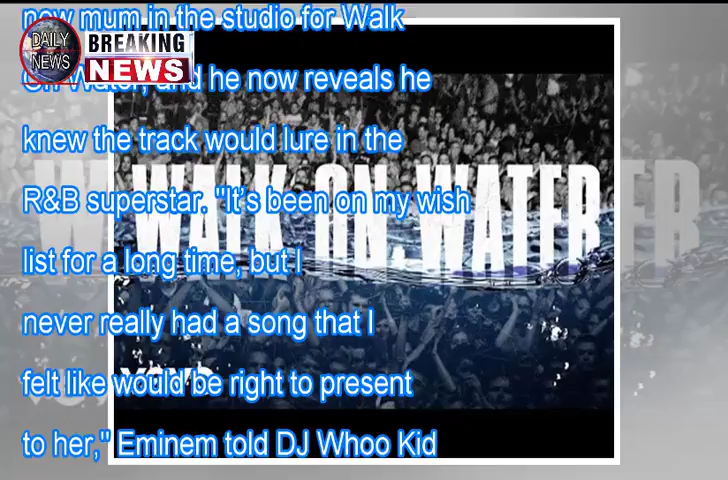 new mum in the studio for Walk
DAILY NEWS
BREAKING
NEWS
On Water, and he now reveals he
knew the track would lure in the
R&B superstar. "It's been on my wish
WALK ON WATER
list for a long time, but I
never really had a song that I
felt like would be right to present
to her," Eminem told DJ Whoo Kid